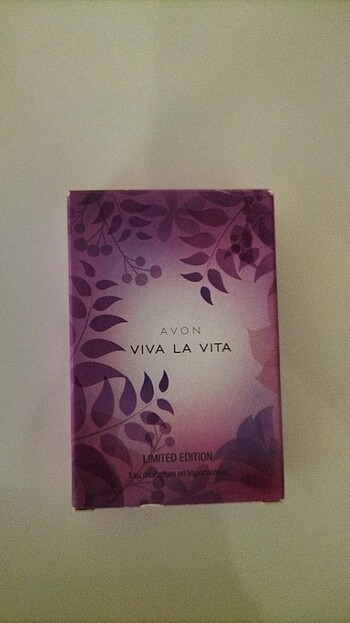 AVON
VIVA LA VITA
LIMITED EDITION
Eau de Parfum en Vaporisateur